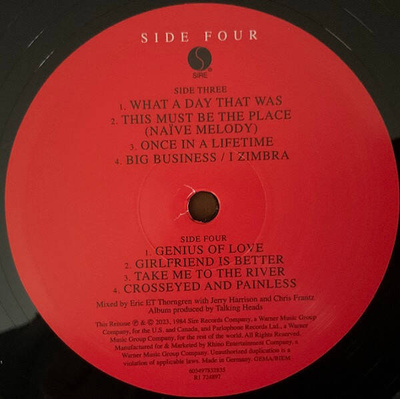 SIDE FOUR
S
SIRE
SIDE THREE
1. WHAT A DAY THAT WAS
2. THIS MUST BE THE PLACE
(NAÏVE MELODY)
3. ONCE IN A LIFETIME
4. BIG BUSINESS / I ZIMBRA
SIDE FOUR
1. GENIUS OF LOVE
2. GIRLFRIEND IS BETTER
3. TAKE ME TO THE RIVER
4. CROSSEYED AND PAINLESS
Mixed by Eric ET Thorngren with Jerry Harrison and Chris Frantz
Album produced by Talking Heads
This Release ℗ & © 2023, 1984 Sire Records Company, a Warner Music Group
Company, for the U.S. and Canada, and Parlophone Records Ltd., a Warner
Music Group Company, for the rest of the world. All Rights Reserved.
Manufactured for & Marketed by Rhino Entertainment Company, a
Warner Music Group Company. Unauthorized duplication is a
violation of applicable laws. Made in Germany. GEMA/BIEM